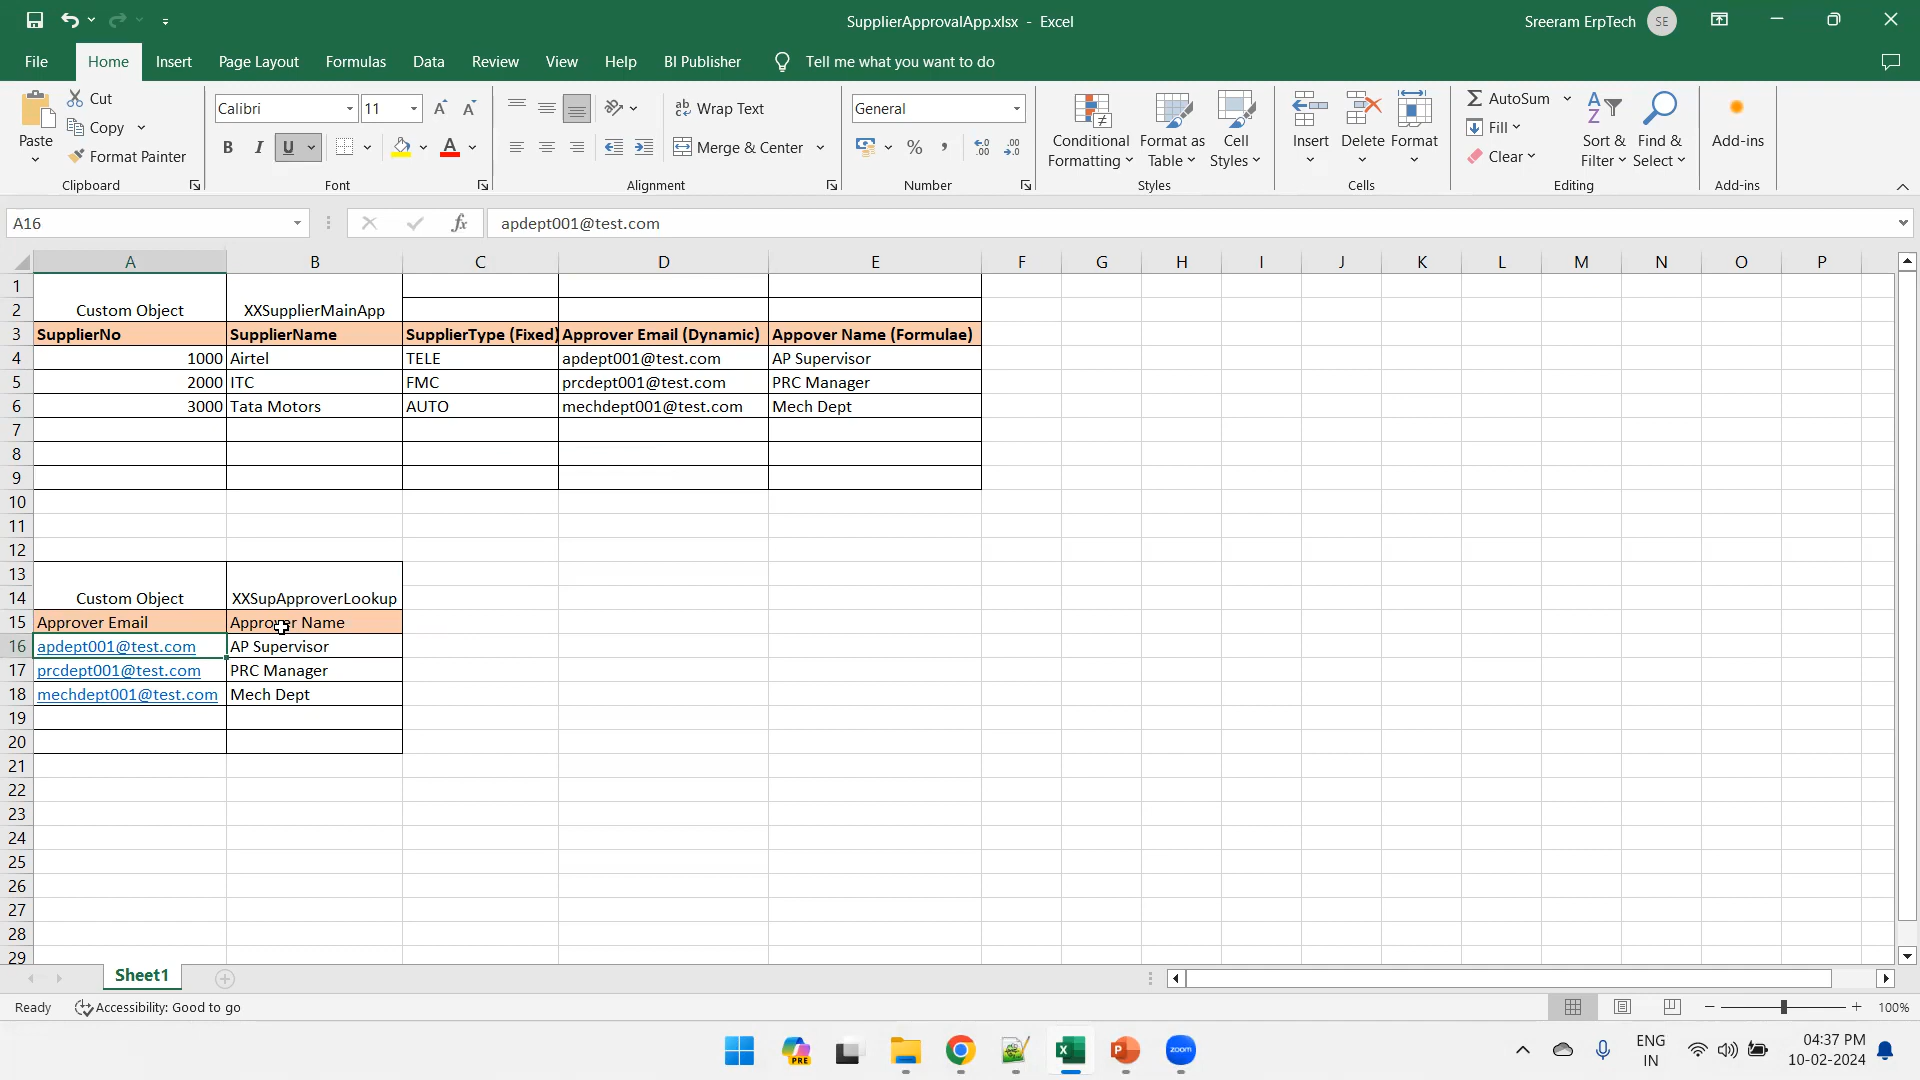 SupplierApprovalApp.xlsx - Excel
Sreeram ErpTech
SE
File Home Insert Page Layout Formulas Data Review View Help BI Publisher Tell me what you want to do
Paste
Cut
Copy
Format Painter
Clipboard
Calibri
11
B I U
Font
Wrap Text
Merge & Center
Alignment
General
Number
Conditional Formatting
Format as Table
Cell Styles
Styles
Insert
Delete
Format
Cells
AutoSum
Fill
Clear
Sort & Filter
Find & Select
Editing
Add-ins
Add-ins
A16
fx
apdept001@test.com
A B C D E F G H I J K L M N O P
1
2 Custom Object XXSupplierMainApp
3 SupplierNo SupplierName SupplierType (Fixed) Approver Email (Dynamic) Appover Name (Formulae)
4 1000 Airtel TELE apdept001@test.com AP Supervisor
5 2000 ITC FMC prcdept001@test.com PRC Manager
6 3000 Tata Motors AUTO mechdept001@test.com Mech Dept
7
8
9
10
11
12
13
14 Custom Object XXSupApproverLookup
15 Approver Email Approver Name
16 apdept001@test.com AP Supervisor
17 prcdept001@test.com PRC Manager
18 mechdept001@test.com Mech Dept
19
20
21
22
23
24
25
26
27
28
29
Sheet1
Ready
Accessibility: Good to go
100%
PRE
zoom
ENG
IN
04:37 PM
10-02-2024